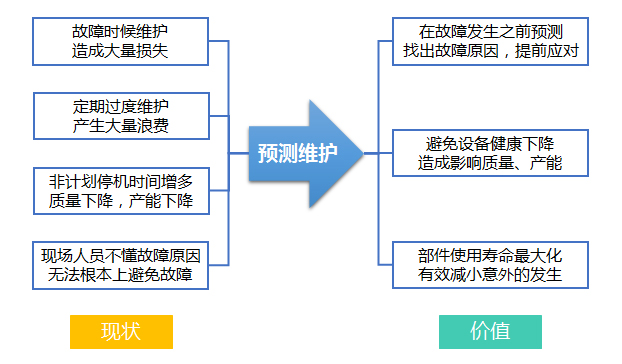 故障时候维护
造成大量损失
定期过度维护
产生大量浪费
非计划停机时间增多
质量下降，产能下降
现场人员不懂故障原因
无法根本上避免故障
现状
预测维护
在故障发生之前预测
找出故障原因，提前应对
避免设备健康下降
造成影响质量、产能
部件使用寿命最大化
有效减小意外的发生
价值